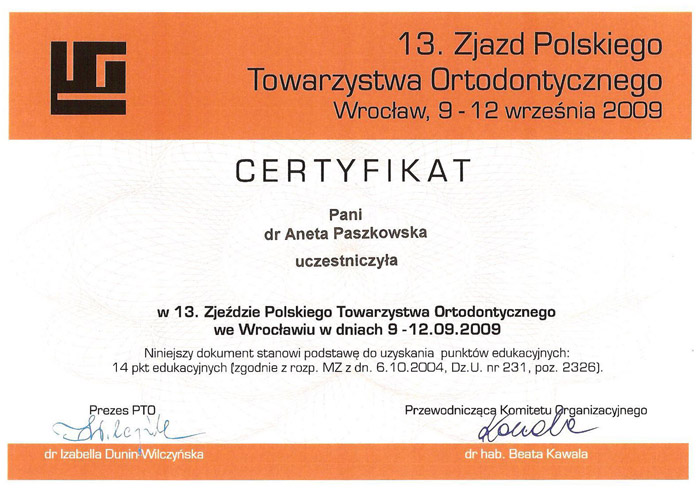 13. Zjazd Polskiego
Towarzystwa Ortodontycznego
Wrocław, 9 - 12 września 2009
CERTYFIKAT
Pani
dr Aneta Paszkowska
uczestniczyła
w 13. Zjeździe Polskiego Towarzystwa Ortodontycznego
we Wrocławiu w dniach 9 -12.09.2009
Niniejszy dokument stanowi podstawę do uzyskania punktów edukacyjnych:
14 pkt edukacyjnych (zgodnie z rozp. MZ z dn. 6.10.2004, Dz.U. nr 231, poz. 2326).
Prezes PTO
Przewodnicząca Komitetu Organizacyjnego
dr Izabella Dunin-Wilczyńska
dr hab. Beata Kawala